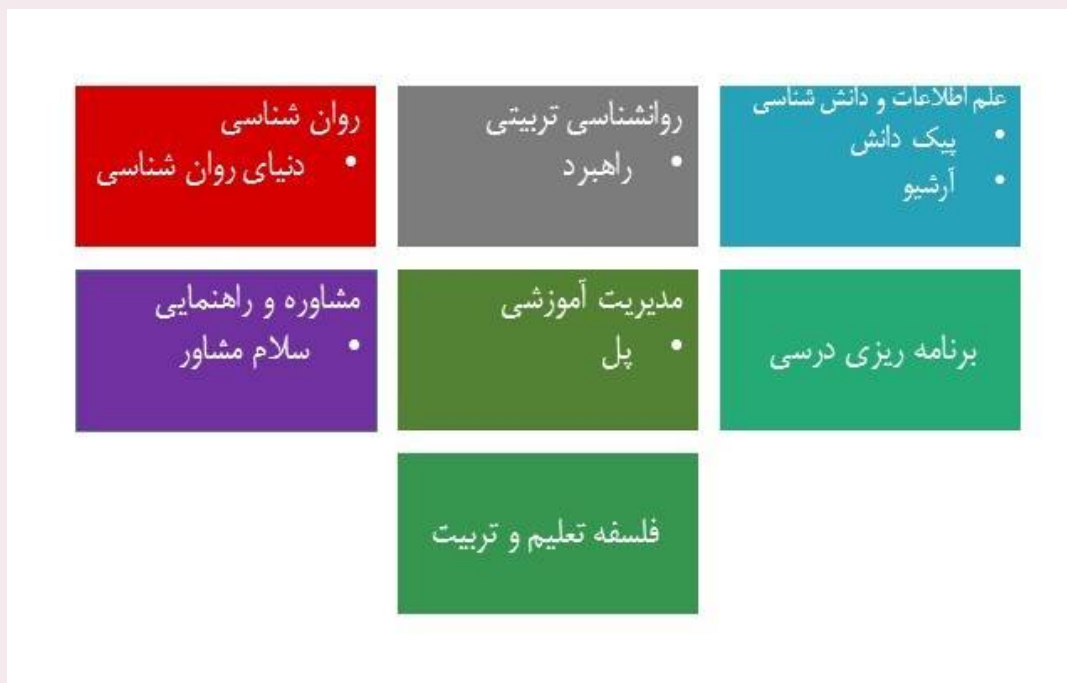 علم اطلاعات و دانش شناسی
• پیک دانش
• آرشیو
روانشناسی تربیتی
• راهبرد
روان شناسی
• دنیای روان شناسی
برنامه ریزی درسی
مدیریت آموزشی
• پل
مشاوره و راهنمایی
• سلام مشاور
فلسفه تعلیم و تربیت